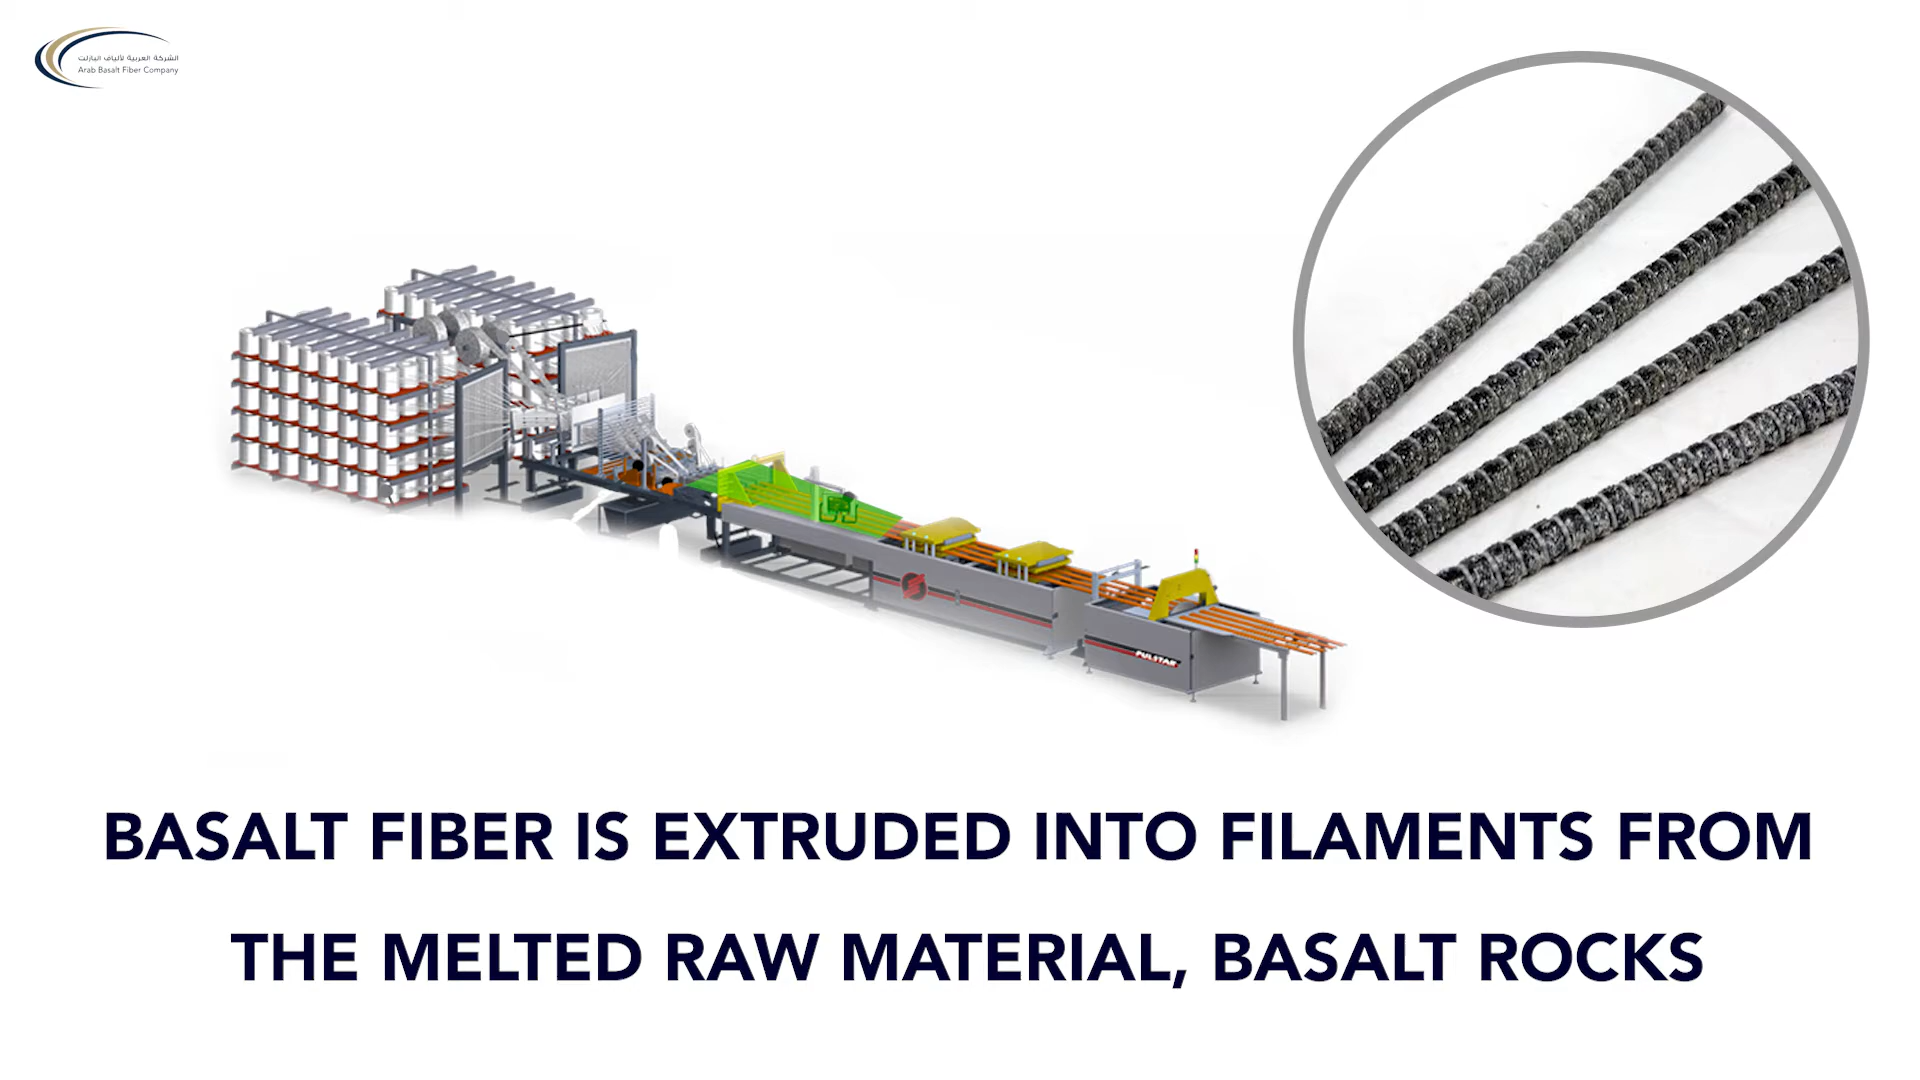 الشركة العربية لألياف البازلت
Arab Basalt Fiber Company
PULSTAR
BASALT FIBER IS EXTRUDED INTO FILAMENTS FROM
THE MELTED RAW MATERIAL, BASALT ROCKS